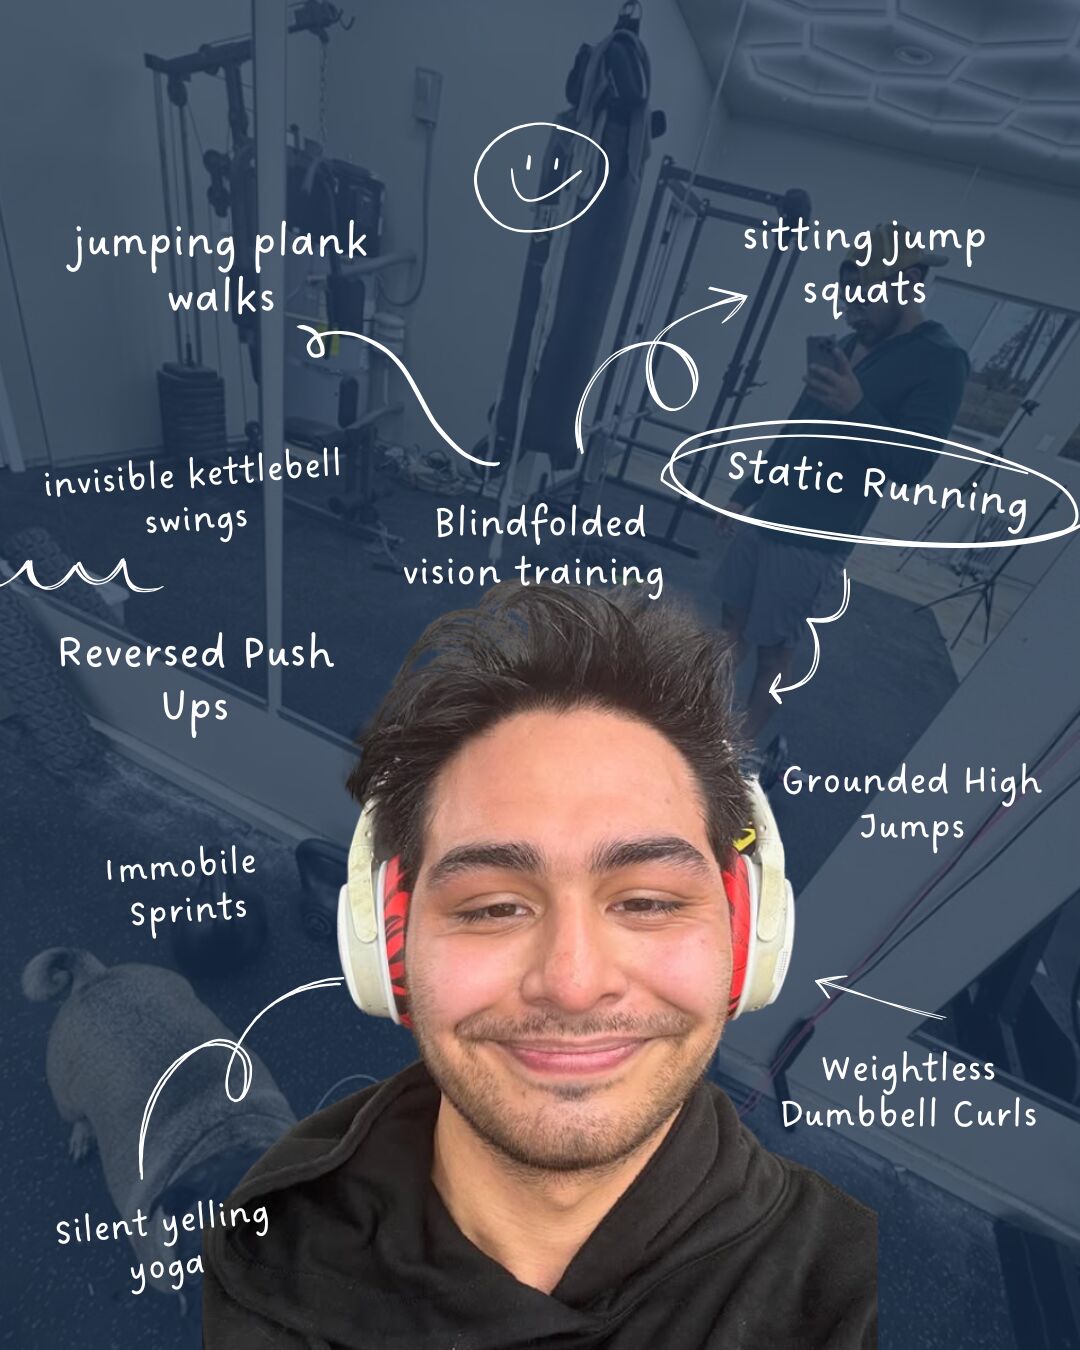 jumping plank
walks
sitting jump
squats
invisible kettlebell
swings
Blindfolded
vision training
Static Running
Reversed Push
Ups
Grounded High
Jumps
Immobile
Sprints
Weightless
Dumbbell Curls
Silent yelling
yoga